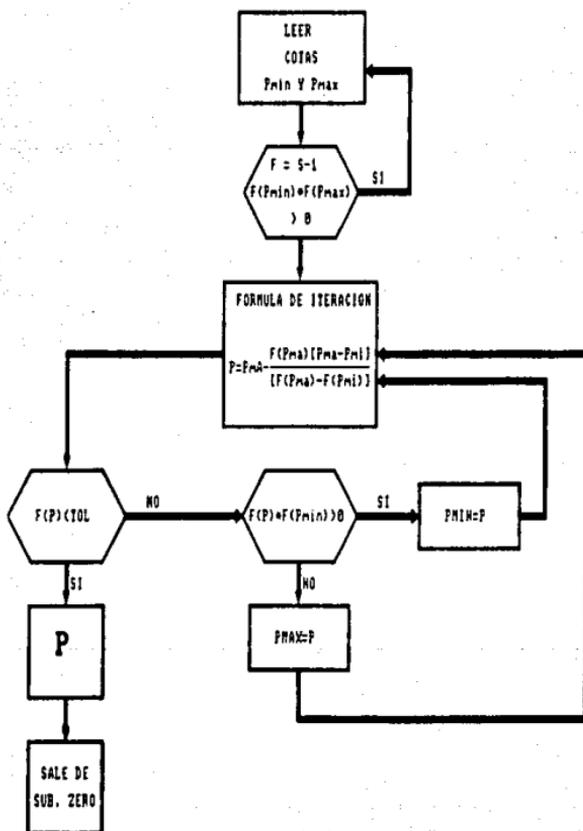 LEER
COTAS
Pmin Y Pmax
F = S-1
F(Pmin)*F(Pmax)
> 0
SI
FORMULA DE ITERACION
P=PmA-F(Pma)[Pma-Pmi]
[F(Pma)-F(Pmi)]
F(P)<TOL
NO
F(P)*F(Pmin)>0
SI
PMIN=P
SI
NO
P
PMAX=P
SALE DE
SUB. ZERO